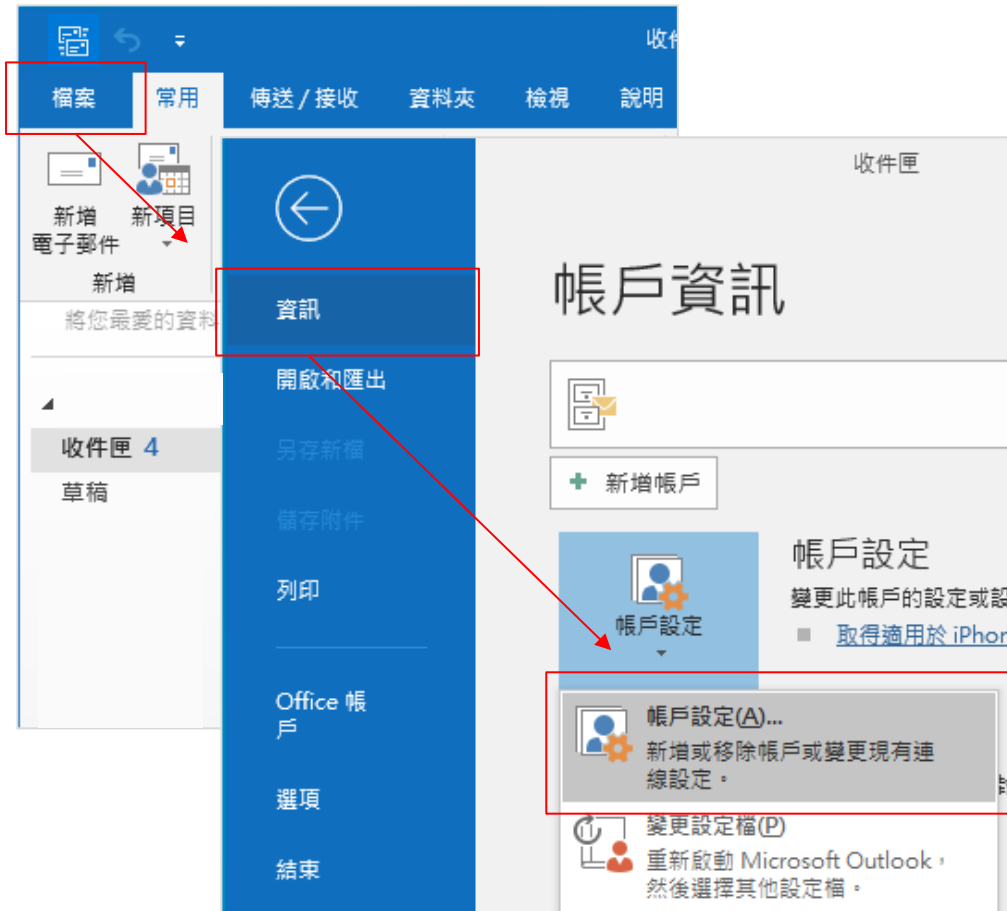 收件
檔案
常用
傳送 / 接收
資料夾
檢視
說明
新增
電子郵件
新項目
新增
將您最愛的資料
收件匣 4
草稿
收件匣
資訊
開啟和匯出
另存新檔
儲存附件
列印
Office 帳
戶
選項
結束
帳戶資訊
新增帳戶
帳戶設定
帳戶設定
變更此帳戶的設定或設
取得適用於 iPhon
帳戶設定(A)...
新增或移除帳戶或變更現有連
線設定。
變更設定檔(P)
重新啟動 Microsoft Outlook，
然後選擇其他設定檔。